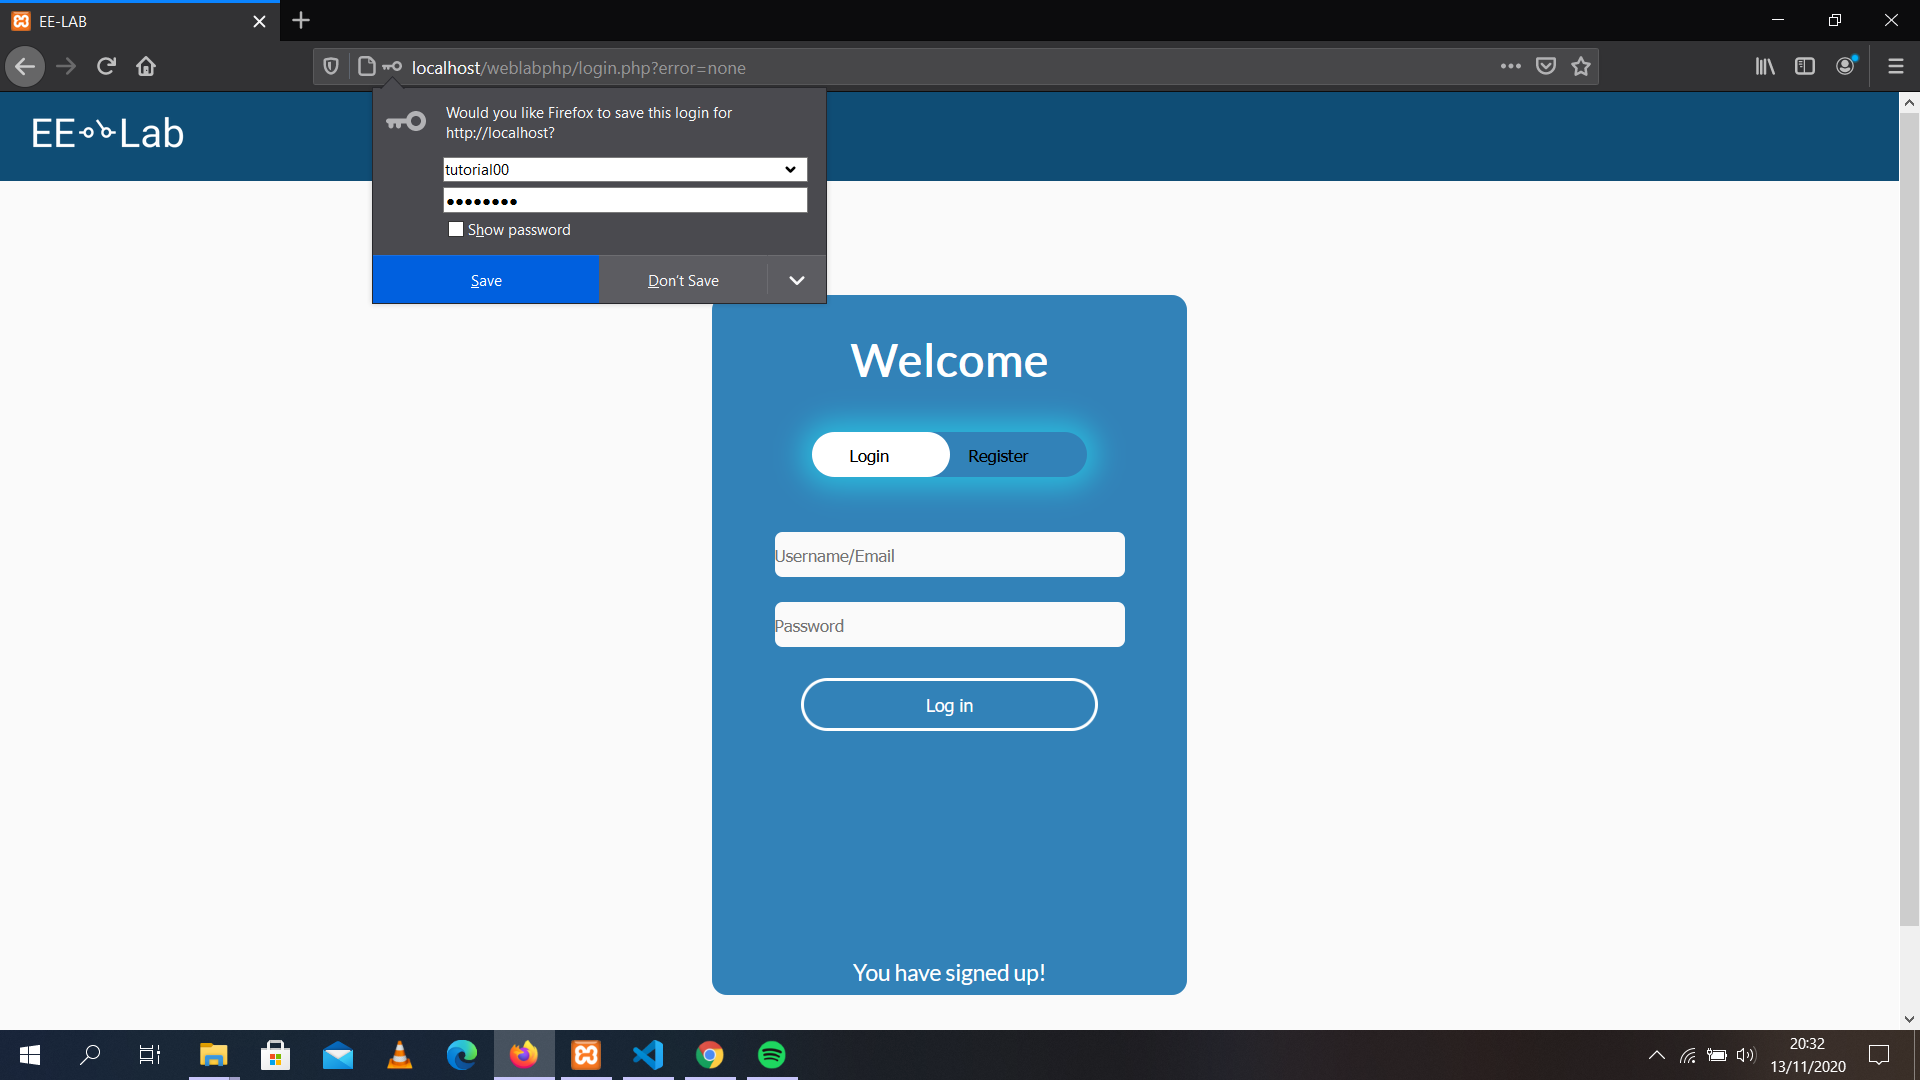 EE-LAB
localhost/weblabphp/login.php?error=none
Would you like Firefox to save this login for
http://localhost?
tutorial00
●●●●●●●●
Show password
Save
Don't Save
EE Lab
Welcome
Login
Register
Username/Email
Password
Log in
You have signed up!
20:32
13/11/2020